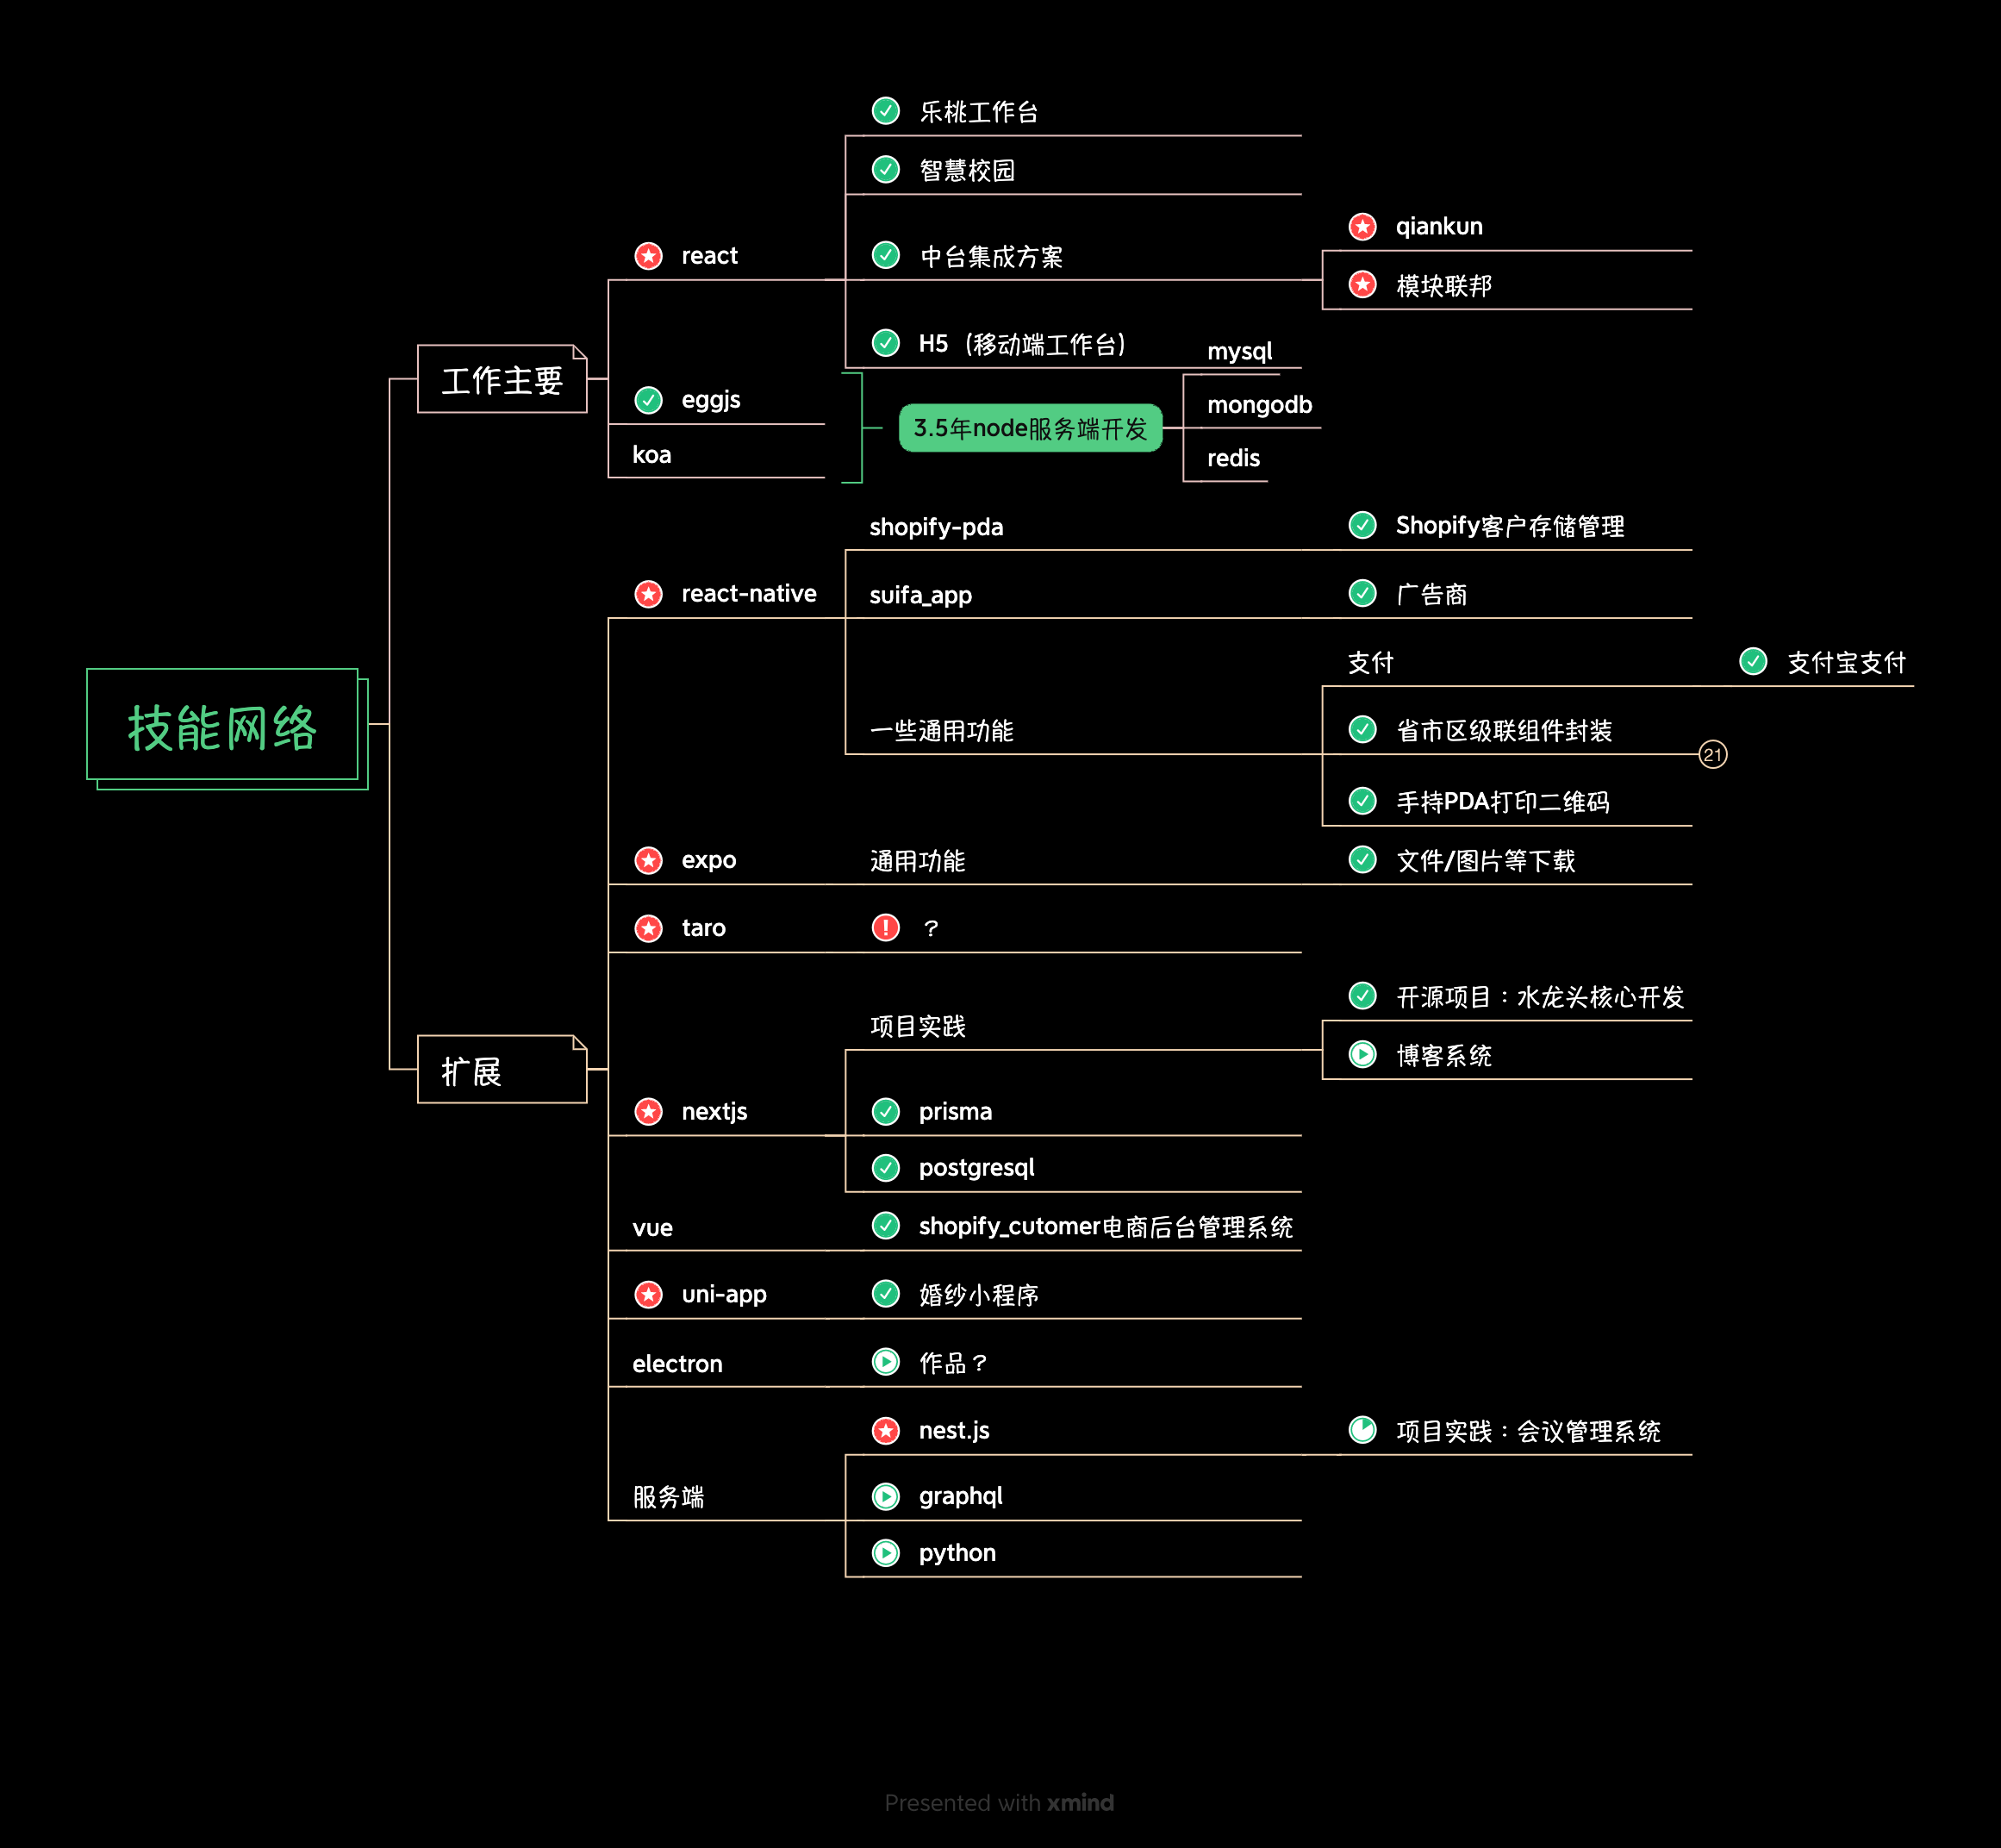 技能网络
工作主要
react
乐桃工作台
智慧校园
中台集成方案
qiankun
模块联邦
H5（移动端工作台）
eggjs
koa
3.5年node服务端开发
mysql
mongodb
redis
扩展
react-native
shopify-pda
Shopify客户存储管理
suifa_app
广告商
一些通用功能
支付
支付宝支付
省市区级联组件封装
21
手持PDA打印二维码
expo
通用功能
文件/图片等下载
taro
？
nextjs
项目实践
开源项目：水龙头核心开发
博客系统
prisma
postgresql
vue
shopify_cutomer电商后台管理系统
uni-app
婚纱小程序
electron
作品？
服务端
nest.js
项目实践：会议管理系统
graphql
python
Presented with xmind